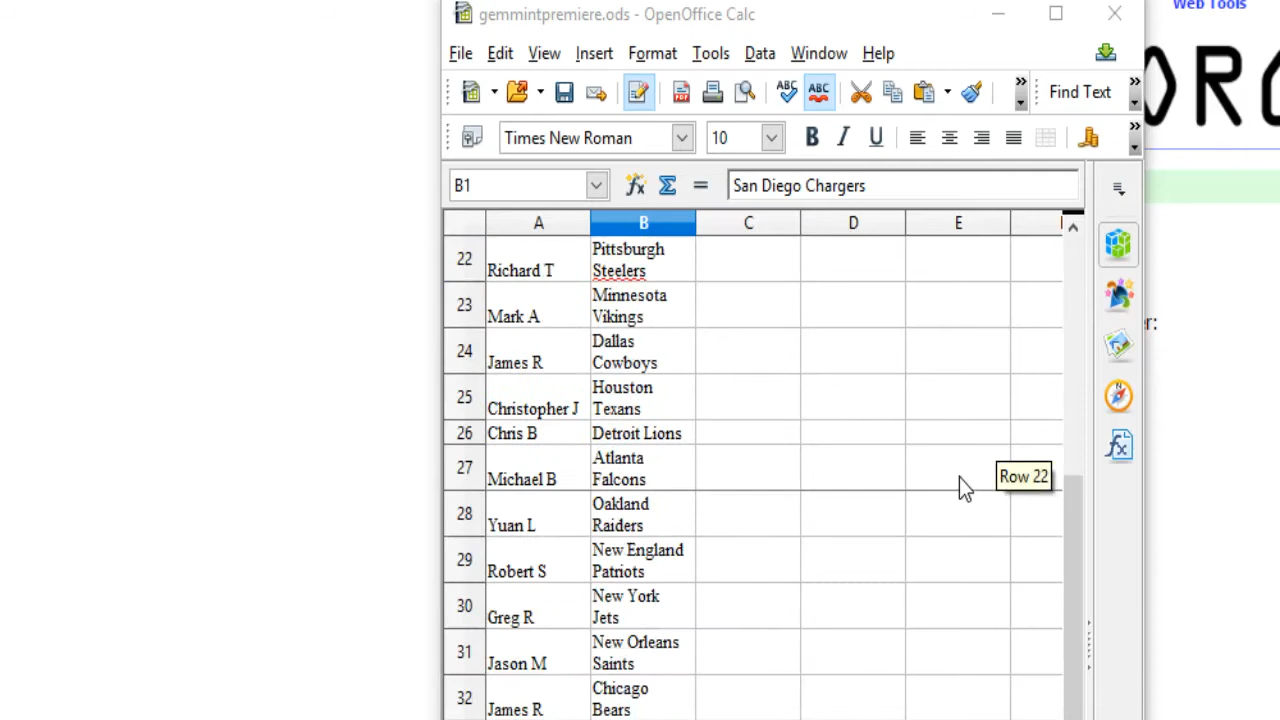 Web Tools
gemmintpremiere.ods - OpenOffice Calc
File Edit View Insert Format Tools Data Window Help
ABC ABC Find Text
Times New Roman 10 B I U
B1 fx Σ = San Diego Chargers
A B C D E
22 Richard T Pittsburgh
Steelers
23 Mark A Minnesota
Vikings
24 James R Dallas
Cowboys
25 Christopher J Houston
Texans
26 Chris B Detroit Lions
27 Michael B Atlanta
Falcons
28 Yuan L Oakland
Raiders
29 Robert S New England
Patriots
30 Greg R New York
Jets
31 Jason M New Orleans
Saints
32 James R Chicago
Bears
Row 22